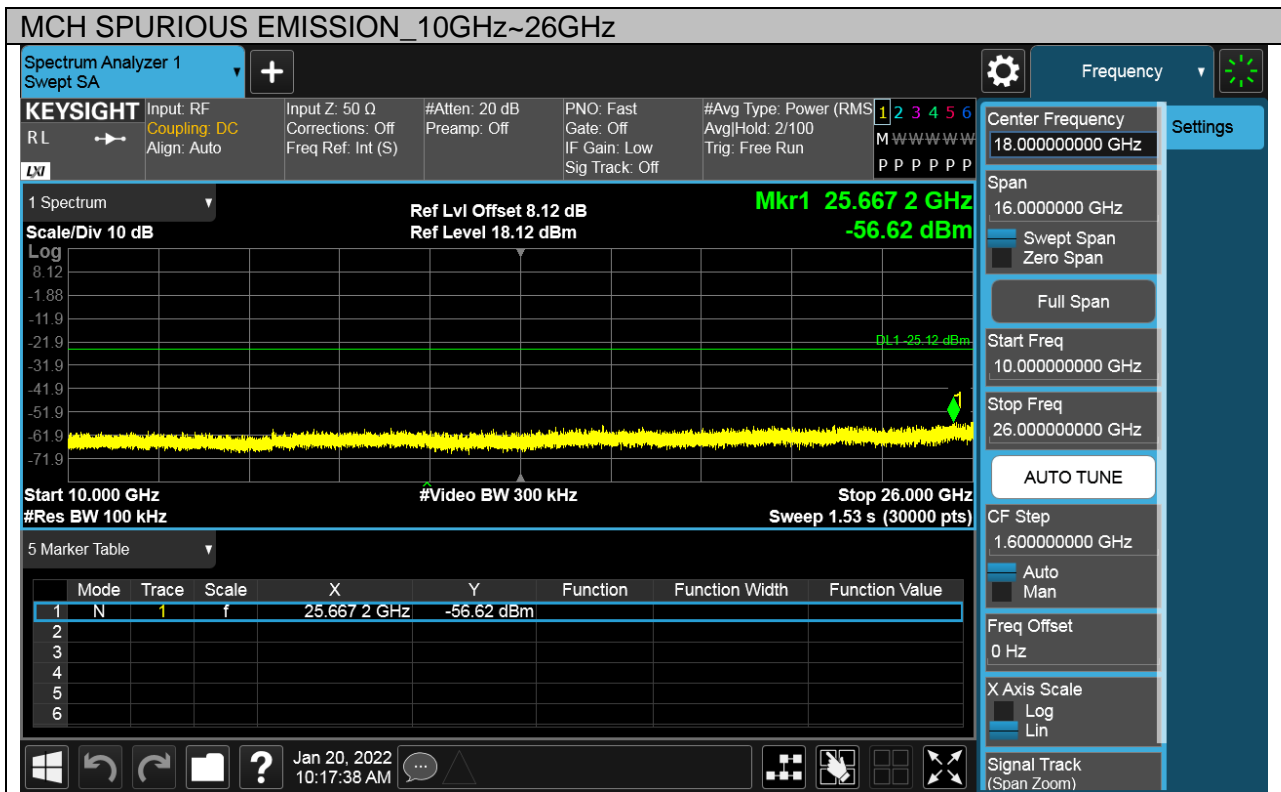 MCH SPURIOUS EMISSION_10GHz~26GHz
Spectrum Analyzer 1
Swept SA
+
Frequency
KEYSIGHT
RL
LXI
Input: RF
Coupling: DC
Align: Auto
Input Z: 50 Ω
Corrections: Off
Freq Ref: Int (S)
#Atten: 20 dB
Preamp: Off
PNO: Fast
Gate: Off
IF Gain: Low
Sig Track: Off
#Avg Type: Power (RMS
Avg|Hold: 2/100
Trig: Free Run
1 2 3 4 5 6
M W W W W W
P P P P P P
1 Spectrum
Scale/Div 10 dB
Ref Lvl Offset 8.12 dB
Ref Level 18.12 dBm
Mkr1 25.667 2 GHz
-56.62 dBm
Log
8.12
-1.88
-11.9
-21.9
-31.9
-41.9
-51.9
-61.9
-71.9
DL1 -25.12 dBm
1
Start 10.000 GHz
#Video BW 300 kHz
Stop 26.000 GHz
#Res BW 100 kHz
Sweep 1.53 s (30000 pts)
5 Marker Table
Mode Trace Scale X Y Function Function Width Function Value
1 N 1 f 25.667 2 GHz -56.62 dBm
2
3
4
5
6
Jan 20, 2022
10:17:38 AM
?
Center Frequency
18.000000000 GHz
Settings
Span
16.0000000 GHz
Swept Span
Zero Span
Full Span
Start Freq
10.000000000 GHz
Stop Freq
26.000000000 GHz
AUTO TUNE
CF Step
1.600000000 GHz
Auto
Man
Freq Offset
0 Hz
X Axis Scale
Log
Lin
Signal Track
(Span Zoom)